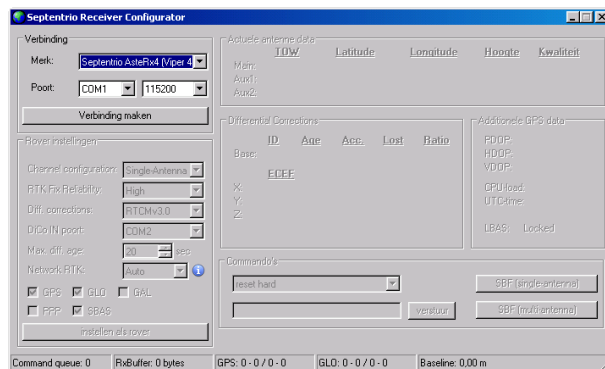 Septentrio Receiver Configurator
Verbinding
Merk: Septentrio AsteRx4 (Viper 4
Poort: COM1 115200
Verbinding maken
Rover instellingen
Channel configuration: Single-Antenna
RTK Fix Reliability: High
Diff. corrections: RTCMv3.0
DiCo IN poort: COM2
Max. diff. age: 20 sec
Network RTK: Auto
GPS GLO GAL
PPP SBAS
instellen als rover
Actuele antenne data
TOW Latitude Longitude Hoogte Kwaliteit
Main:
Aux1:
Aux2:
Differential Corrections
ID Age Acc. Lost Ratio
Base:
ECEF
X:
Y:
Z:
Additionele GPS data
PDOP:
HDOP:
VDOP:
CPU-load:
UTC-time:
LBAS: Locked
Commando's
reset hard
verstuur
SBF (single-antenna)
SBF (multi-antenna)
Command queue: 0 RxBuffer: 0 bytes GPS: 0 - 0 / 0 - 0 GLO: 0 - 0 / 0 - 0 Baseline: 0,00 m